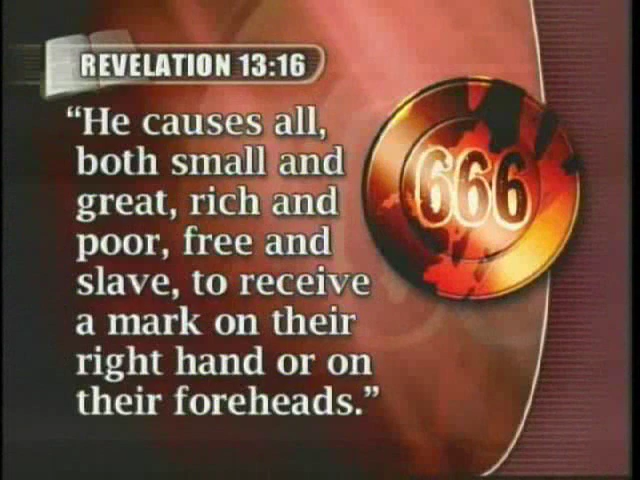 REVELATION 13:16
“He causes all,
both small and
great, rich and
poor, free and
slave, to receive
a mark on their
right hand or on
their foreheads.”
666